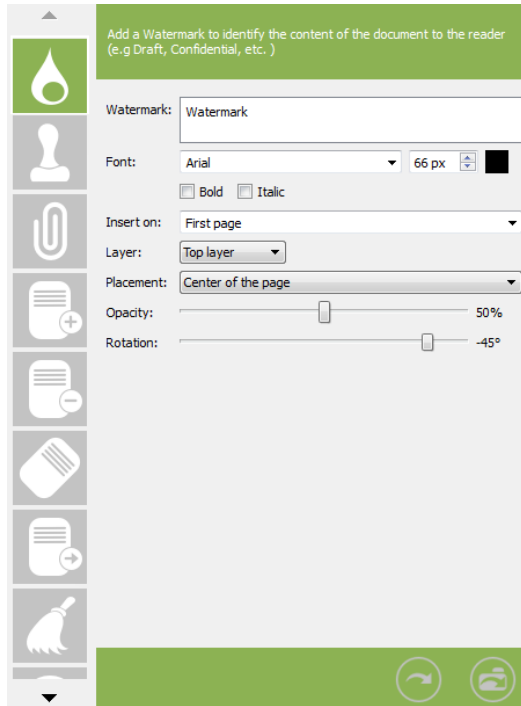 Add a Watermark to identify the content of the document to the reader
(e.g Draft, Confidential, etc. )
Watermark: Watermark
Font: Arial 66 px
Bold Italic
Insert on: First page
Layer: Top layer
Placement: Center of the page
Opacity: 50%
Rotation: -45°